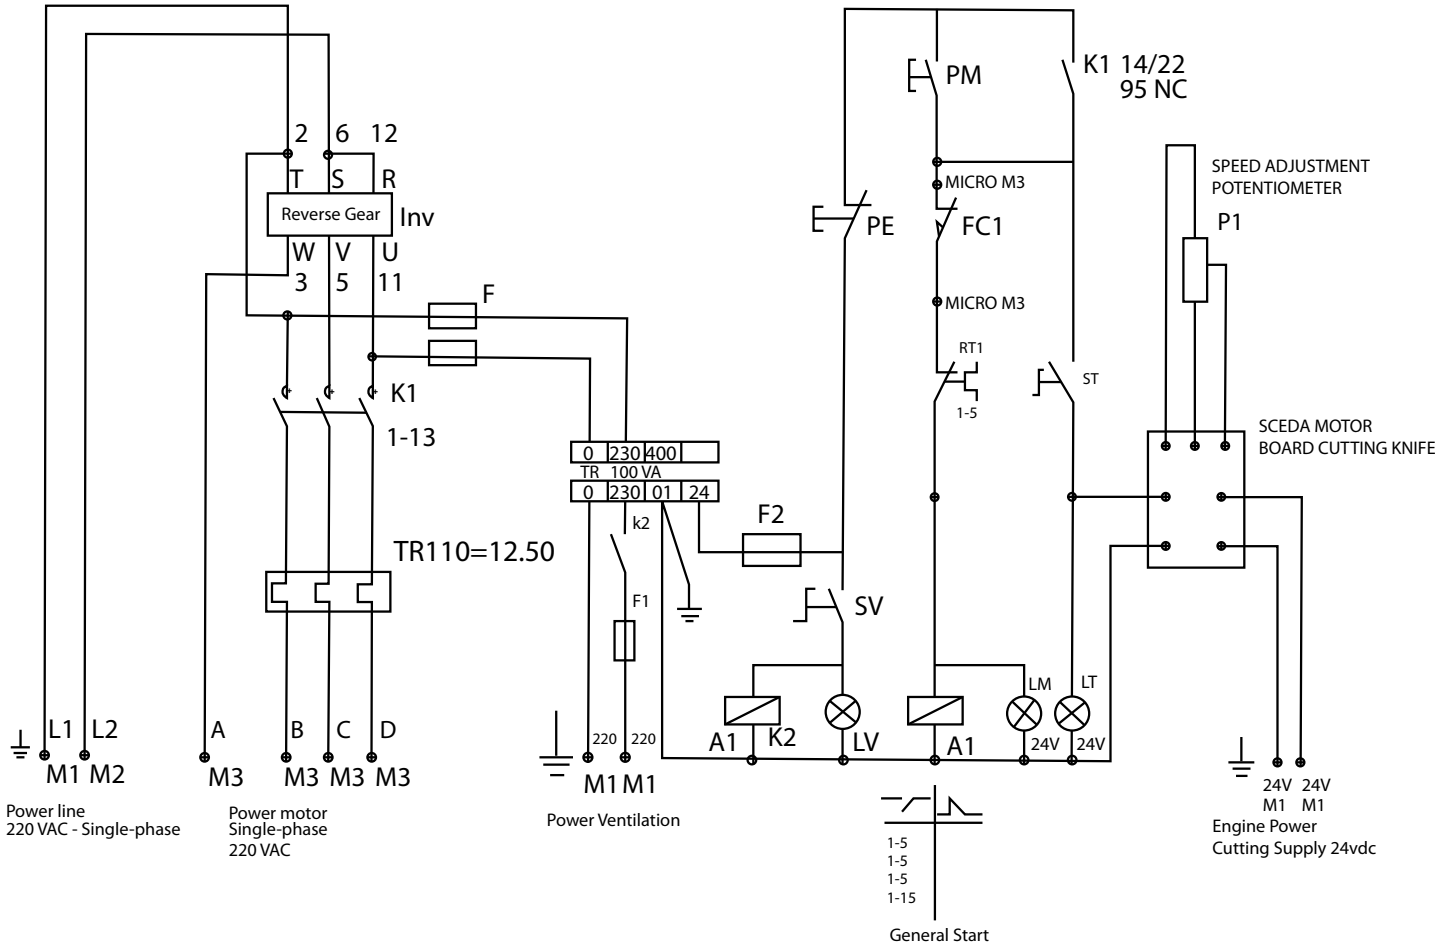 PM
K1 14/22
95 NC
2 6 12
T S R
Reverse Gear
Inv
W V U
3 5 11
SPEED ADJUSTMENT
POTENTIOMETER
P1
MICRO M3
PE
FC1
MICRO M3
F
RT1
1-5
ST
K1
1-13
SCEDA MOTOR
BOARD CUTTING KNIFE
0 230 400
TR 100 VA
0 230 01 24
k2
F2
TR110=12.50
F1
SV
LM
LT
L1 L2
A B C D
220 220
A1 K2 LV A1
24V 24V
M1 M2
M3 M3 M3 M3
M1 M1
24V 24V
M1 M1
Power line
220 VAC - Single-phase
Power motor
Single-phase
220 VAC
Power Ventilation
Engine Power
Cutting Supply 24vdc
1-5
1-5
1-5
1-15
General Start